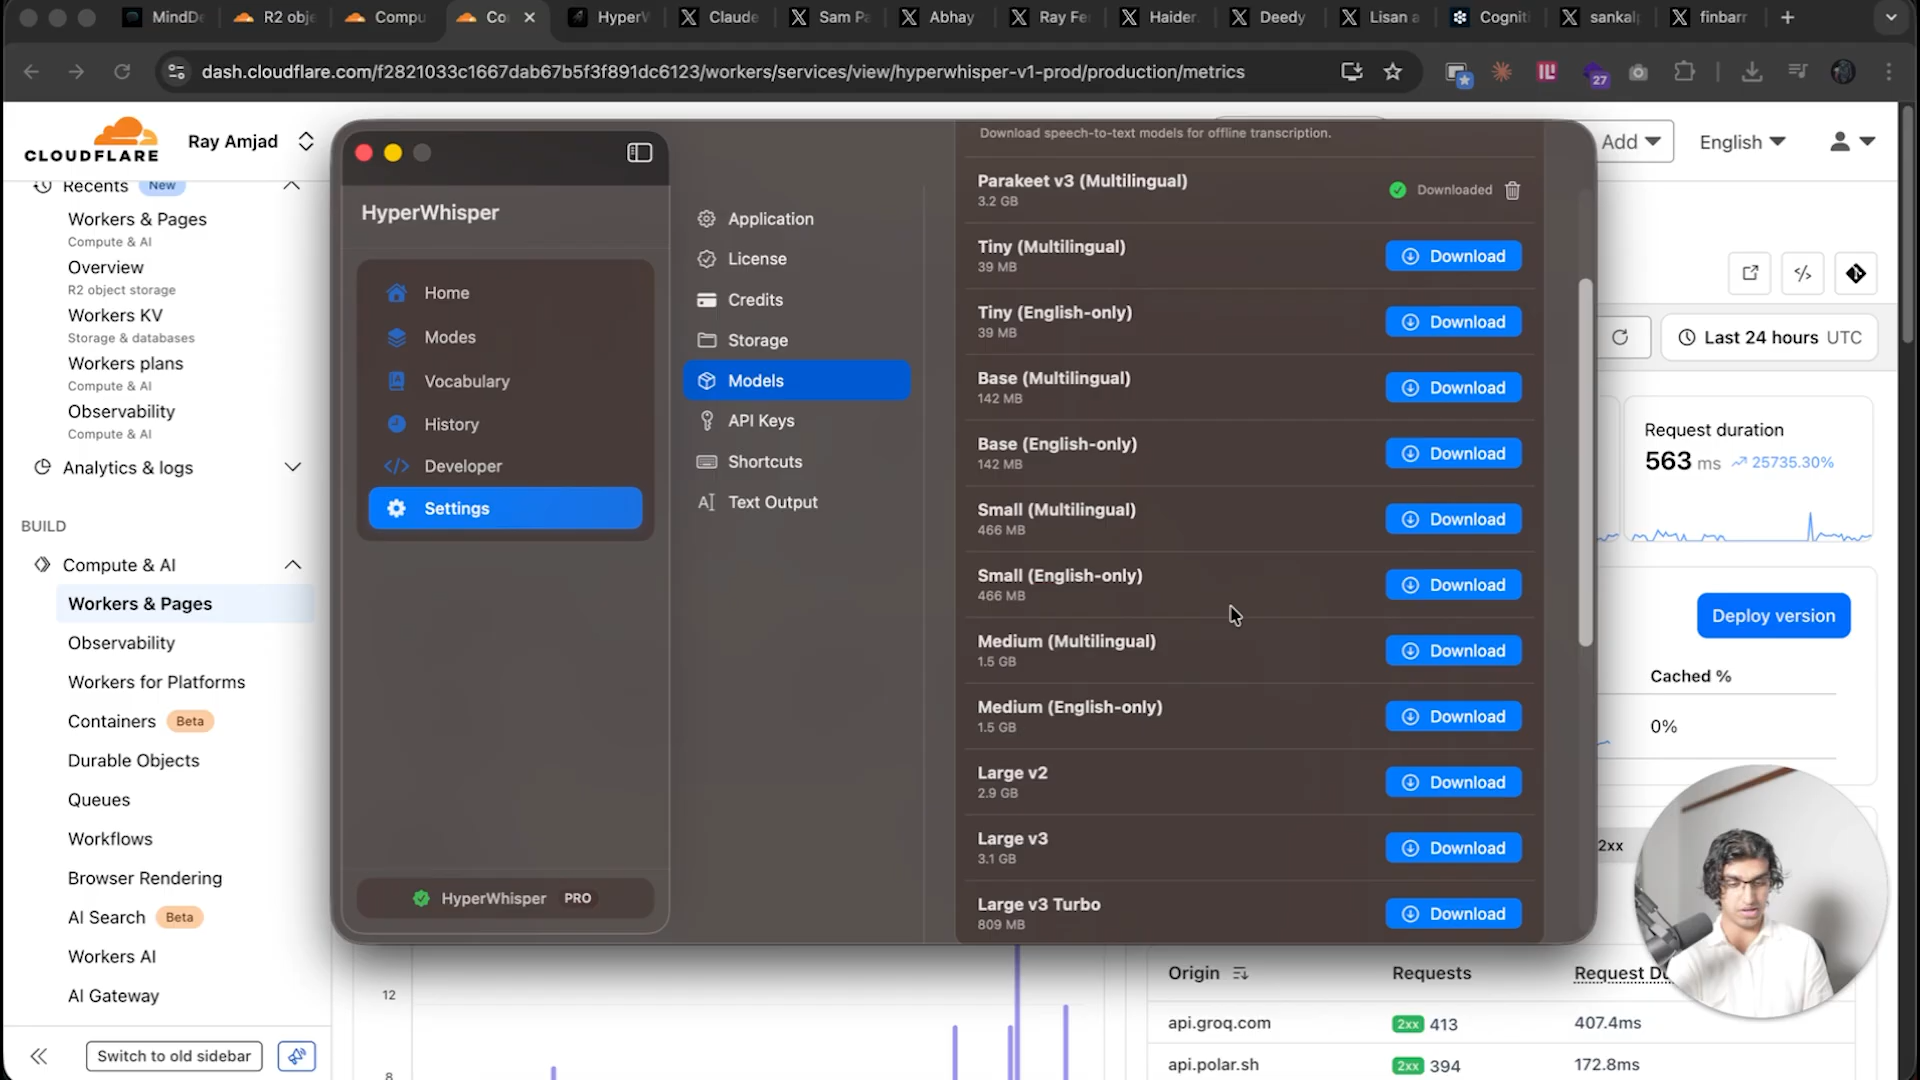 MindDe
R2 obje
Compu
Co
HyperW
Claude
Sam Pa
Abhay
Ray Fe
Haider
Deedy
Lisan a
Cogniti
sankal
finbarr
dash.cloudflare.com/f2821033c1667dab67b5f3f891dc6123/workers/services/view/hyperwhisper-v1-prod/production/metrics
27
CLOUDFLARE
Ray Amjad
Add
English
Recents New
Workers & Pages
Compute & AI
Overview
R2 object storage
Workers KV
Storage & databases
Workers plans
Compute & AI
Observability
Compute & AI
Analytics & logs
BUILD
Compute & AI
Workers & Pages
Observability
Workers for Platforms
Containers Beta
Durable Objects
Queues
Workflows
Browser Rendering
AI Search Beta
Workers AI
AI Gateway
Switch to old sidebar
HyperWhisper
Home
Modes
Vocabulary
History
Developer
Settings
HyperWhisper PRO
Application
License
Credits
Storage
Models
API Keys
Shortcuts
Text Output
Download speech-to-text models for offline transcription.
Parakeet v3 (Multilingual)
3.2 GB
Downloaded
Tiny (Multilingual)
39 MB
Download
Tiny (English-only)
39 MB
Download
Base (Multilingual)
142 MB
Download
Base (English-only)
142 MB
Download
Small (Multilingual)
466 MB
Download
Small (English-only)
466 MB
Download
Medium (Multilingual)
1.5 GB
Download
Medium (English-only)
1.5 GB
Download
Large v2
2.9 GB
Download
Large v3
3.1 GB
Download
Large v3 Turbo
809 MB
Download
Last 24 hours UTC
Request duration
563 ms 25735.30%
Deploy version
Cached %
0%
2xx
12
8
Origin
Requests
Request Du
api.groq.com
2xx 413
407.4ms
api.polar.sh
2xx 394
172.8ms